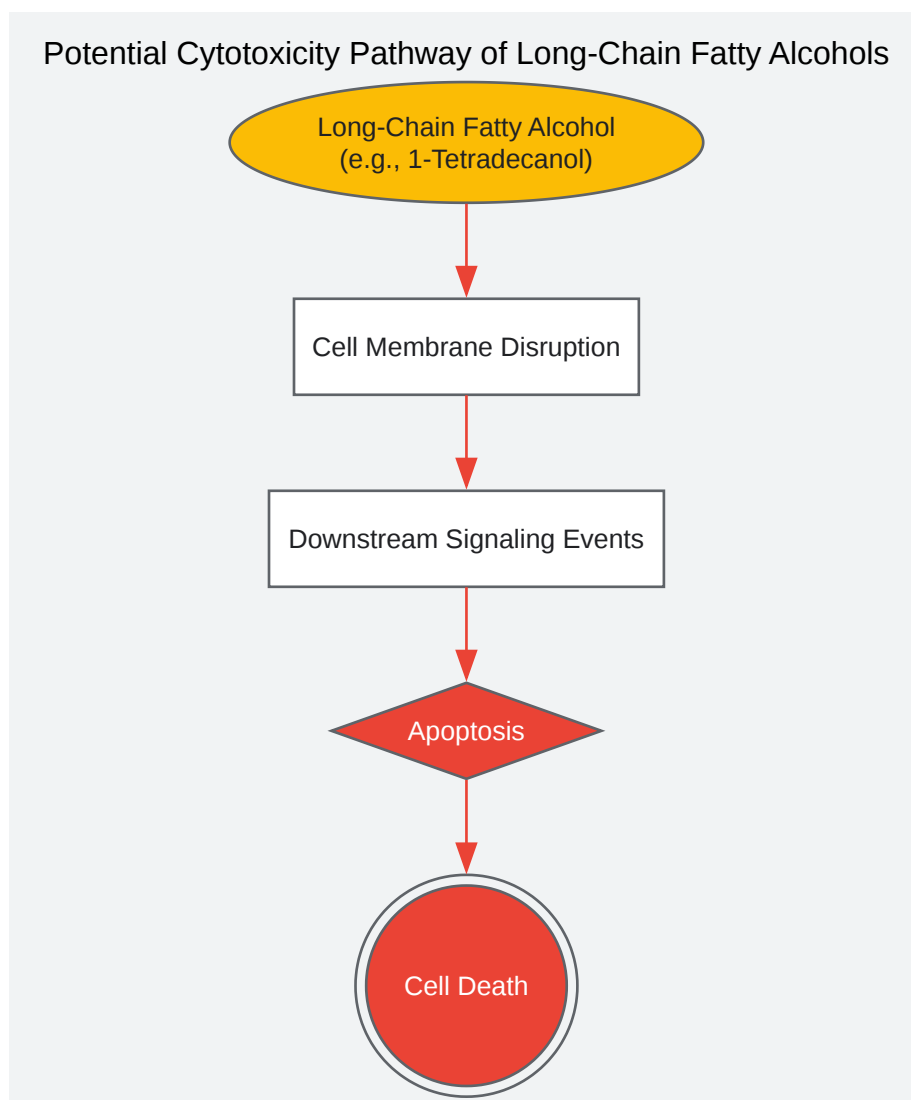 Potential Cytotoxicity Pathway of Long-Chain Fatty Alcohols
Long-Chain Fatty Alcohol
(e.g., 1-Tetradecanol)
Cell Membrane Disruption
Downstream Signaling Events
Apoptosis
Cell Death